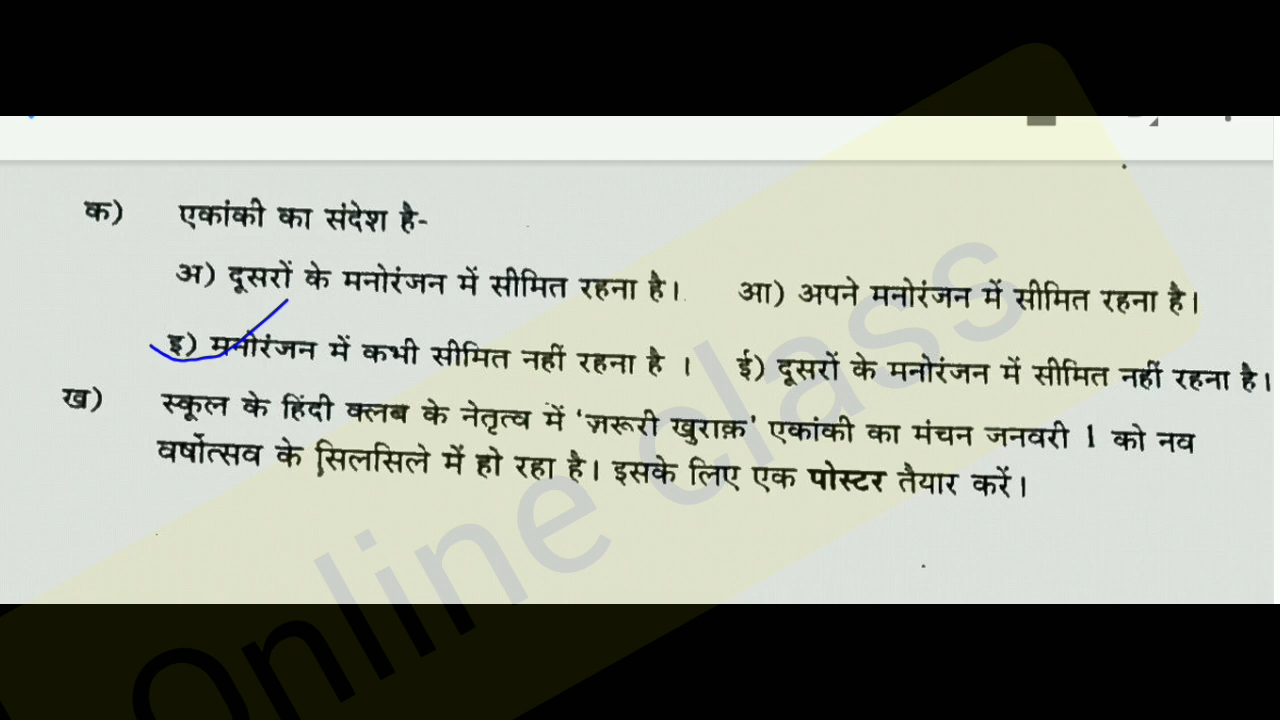 क) एकांकी का संदेश है-
अ) दूसरों के मनोरंजन में सीमित रहना है। आ) अपने मनोरंजन में सीमित रहना है।
इ) मनोरंजन में कभी सीमित नहीं रहना है । ई) दूसरों के मनोरंजन में सीमित नहीं रहना है।
ख) स्कूल के हिंदी क्लब के नेतृत्व में ‘ज़रूरी खुराक़’ एकांकी का मंचन जनवरी 1 को नव
वर्षोत्सव के सिलसिले में हो रहा है। इसके लिए एक पोस्टर तैयार करें।
Online class